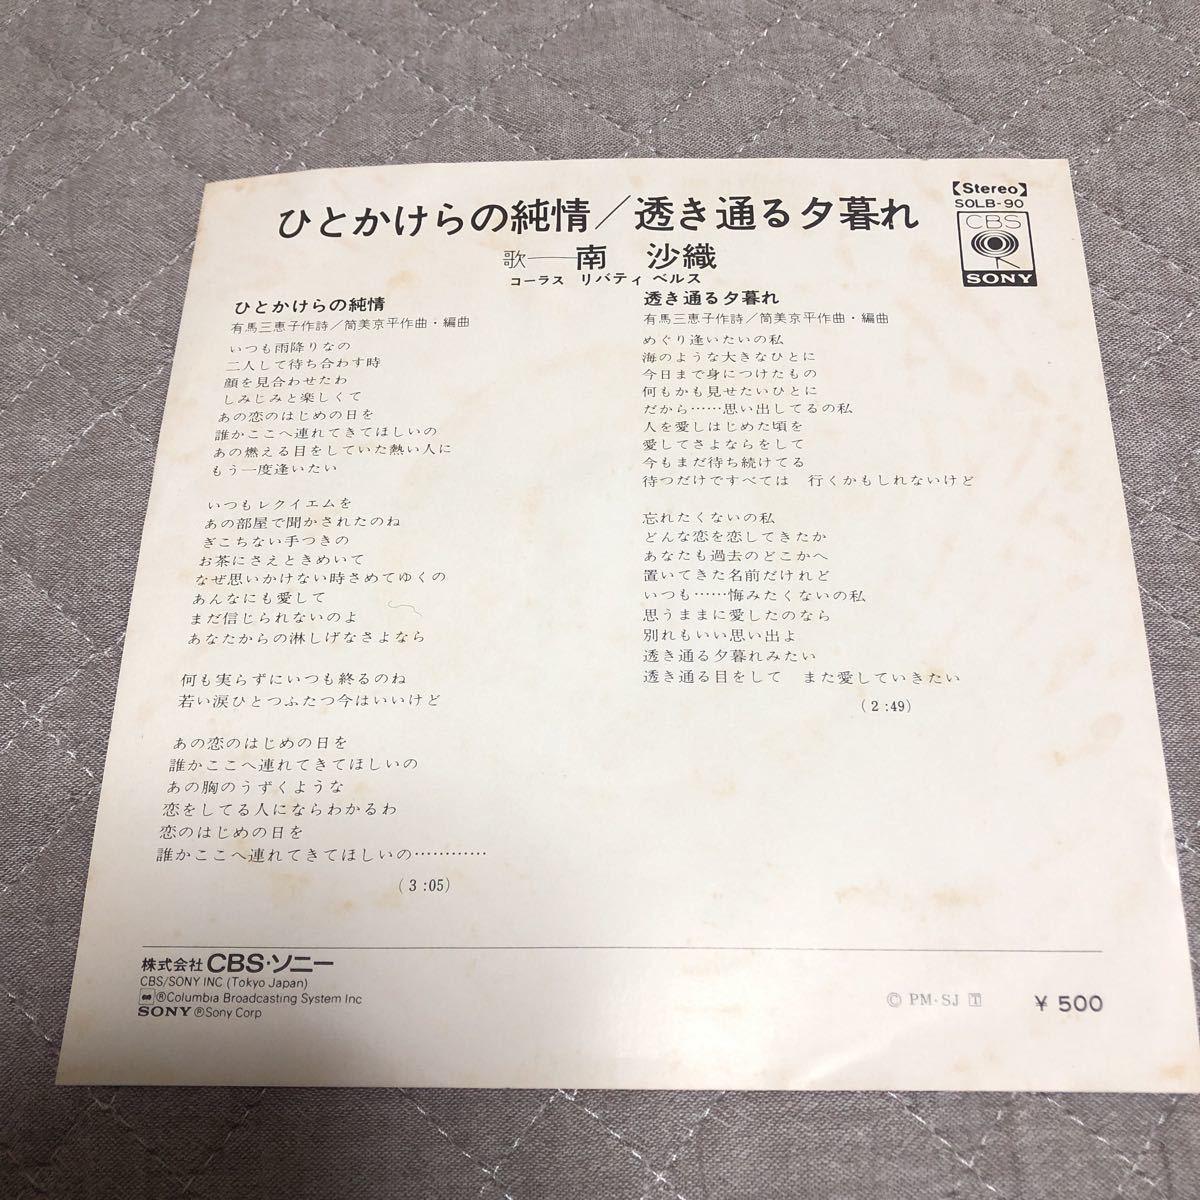 ひとかけらの純情／透き通る夕暮れ
【Stereo】
SOLB-90
CBS
SONY
歌──南　沙織
コーラス　リバティ ベルス
ひとかけらの純情
有馬三恵子作詩／筒美京平作曲・編曲
いつも雨降りなの
二人して待ち合わす時
顔を見合わせたわ
しみじみと楽しくて
あの恋のはじめの日を
誰かここへ連れてきてほしいの
あの燃える目をしていた熱い人に
もう一度逢いたい
いつもレクイエムを
あの部屋で聞かされたのね
ぎこちない手つきの
お茶にさえときめいて
なぜ思いかけない時さめてゆくの
あんなにも愛して
まだ信じられないのよ
あなたからの淋しげなさよなら
何も実らずにいつも終るのね
若い涙ひとつふたつ今はいいけど
あの恋のはじめの日を
誰かここへ連れてきてほしいの
あの胸のうずくような
恋をしてる人にならわかるわ
恋のはじめの日を
誰かここへ連れてきてほしいの…………
(3:05)
透き通る夕暮れ
有馬三恵子作詩／筒美京平作曲・編曲
めぐり逢いたいの私
海のような大きなひとに
今日まで身につけたもの
何もかも見せたいひとに
だから……思い出してるの私
人を愛しはじめた頃を
愛してさよならをして
今もまだ待ち続けてる
待つだけですべては　行くかもしれないけど
忘れたくないの私
どんな恋を恋してきたか
あなたも過去のどこかへ
置いてきた名前だけれど
いつも……悔みたくないの私
思うままに愛したのなら
別れもいい思い出よ
透き通る夕暮れみたい
透き通る目をして　また愛していきたい
(2:49)
株式会社 CBS・ソニー
CBS/SONY INC (Tokyo Japan)
®Columbia Broadcasting System Inc
SONY ®Sony Corp
© PM・SJ T
¥ 500